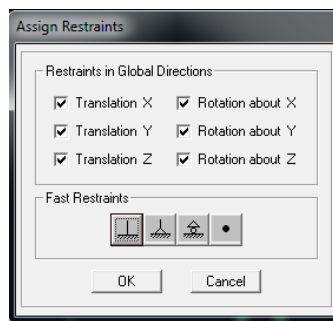 Assign Restraints
Restraints in Global Directions
Translation X Rotation about X
Translation Y Rotation about Y
Translation Z Rotation about Z
Fast Restraints
OK Cancel